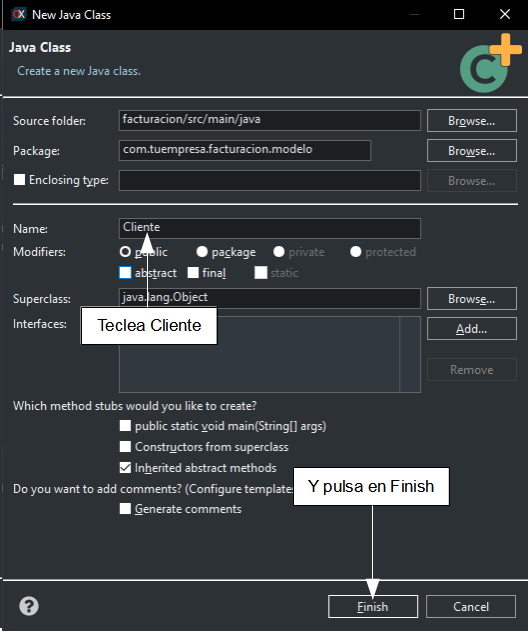 New Java Class
Java Class
Create a new Java class.
Source folder: facturacion/src/main/java Browse...
Package: com.tuempresa.facturacion.modelo Browse...
Enclosing type: Browse...
Name: Cliente
Modifiers: public package private protected
abstract final static
Superclass: java.lang.Object Browse...
Teclea Cliente
Interfaces: Add...
Remove
Which method stubs would you like to create?
public static void main(String[] args)
Constructors from superclass
Inherited abstract methods
Do you want to add comments? (Configure templates
Y pulsa en Finish
Generate comments
Finish Cancel